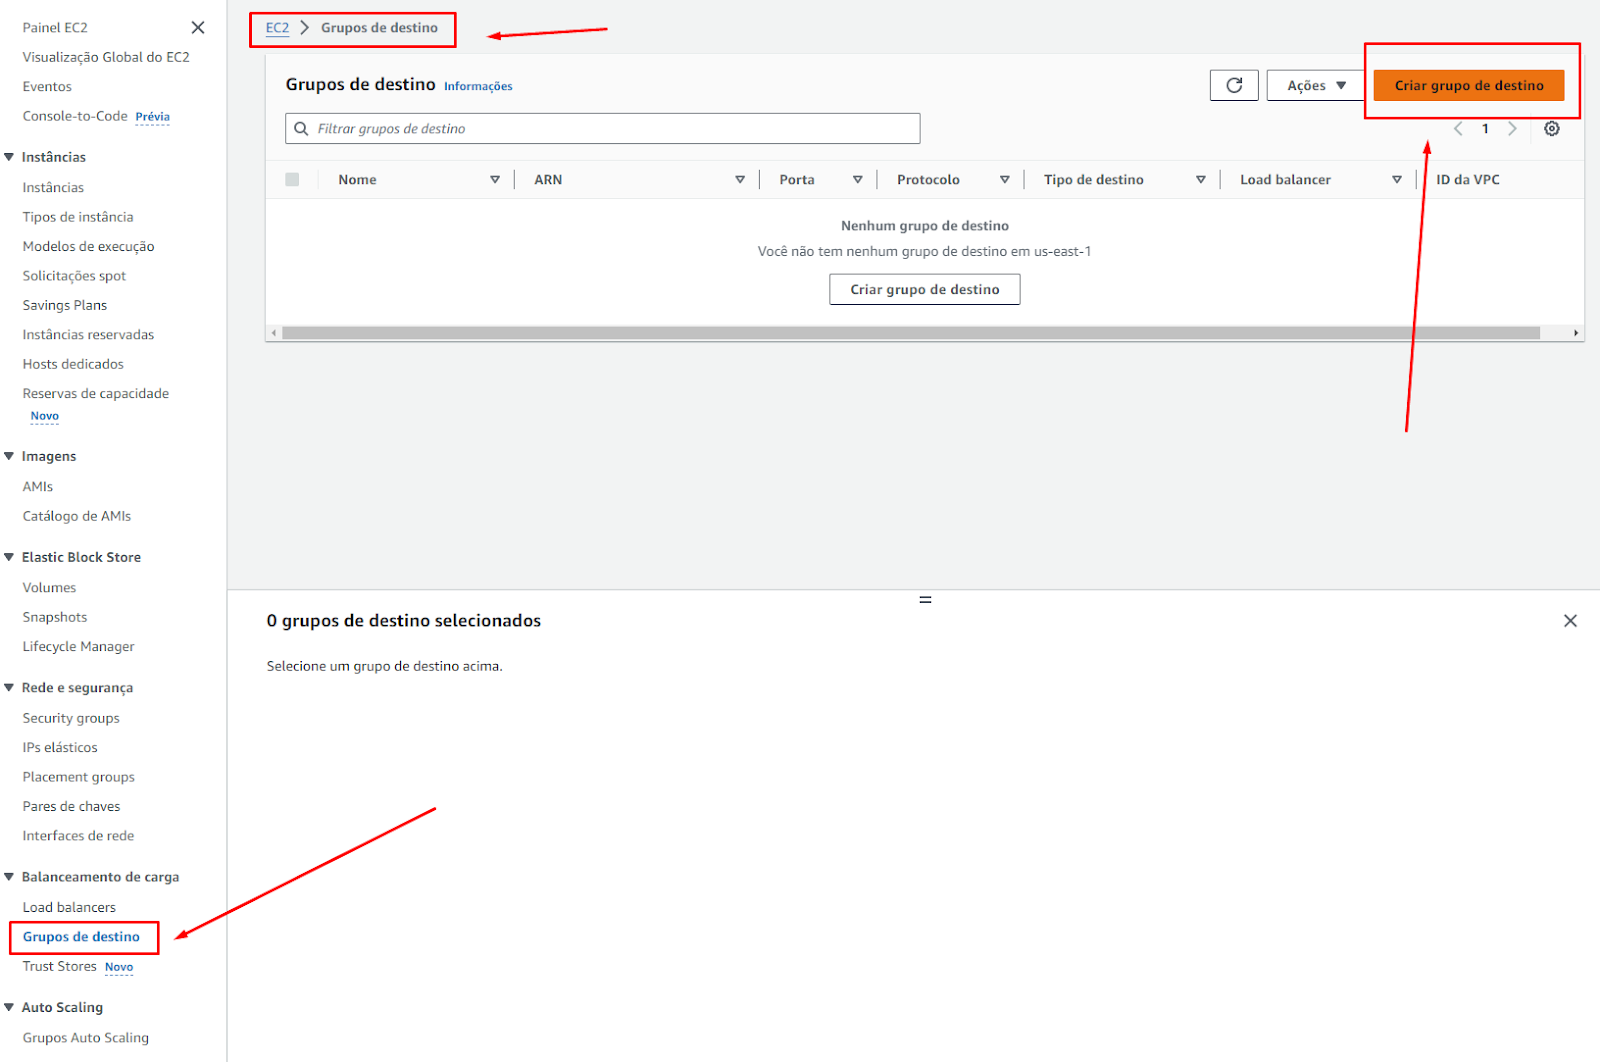 Painel EC2
Visualização Global do EC2
Eventos
Console-to-Code Prévia
Instâncias
Instâncias
Tipos de instância
Modelos de execução
Solicitações spot
Savings Plans
Instâncias reservadas
Hosts dedicados
Reservas de capacidade
Novo
Imagens
AMIs
Catálogo de AMIs
Elastic Block Store
Volumes
Snapshots
Lifecycle Manager
Rede e segurança
Security groups
IPs elásticos
Placement groups
Pares de chaves
Interfaces de rede
Balanceamento de carga
Load balancers
Grupos de destino
Trust Stores Novo
Auto Scaling
Grupos Auto Scaling
EC2 > Grupos de destino
Grupos de destino Informações
Ações
Criar grupo de destino
Filtrar grupos de destino
1
Nome ARN Porta Protocolo Tipo de destino Load balancer ID da VPC
Nenhum grupo de destino
Você não tem nenhum grupo de destino em us-east-1
Criar grupo de destino
0 grupos de destino selecionados
Selecione um grupo de destino acima.